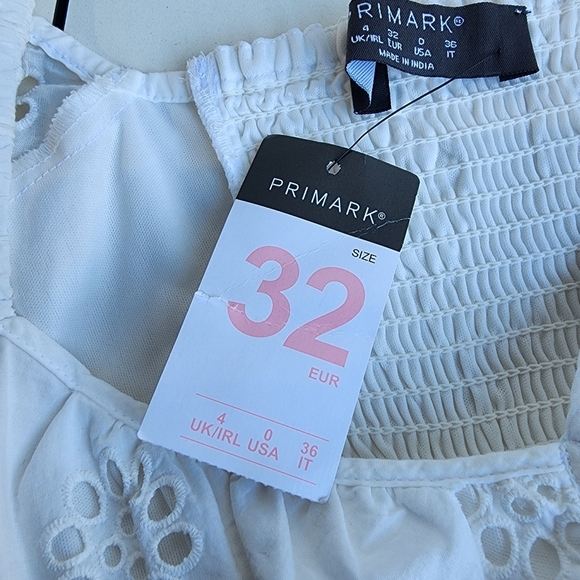 RIMARK®
4 32 0 36
UK/IRL EUR USA IT
MADE IN INDIA
PRIMARK®
SIZE
32
EUR
4 0 36
UK/IRL USA IT